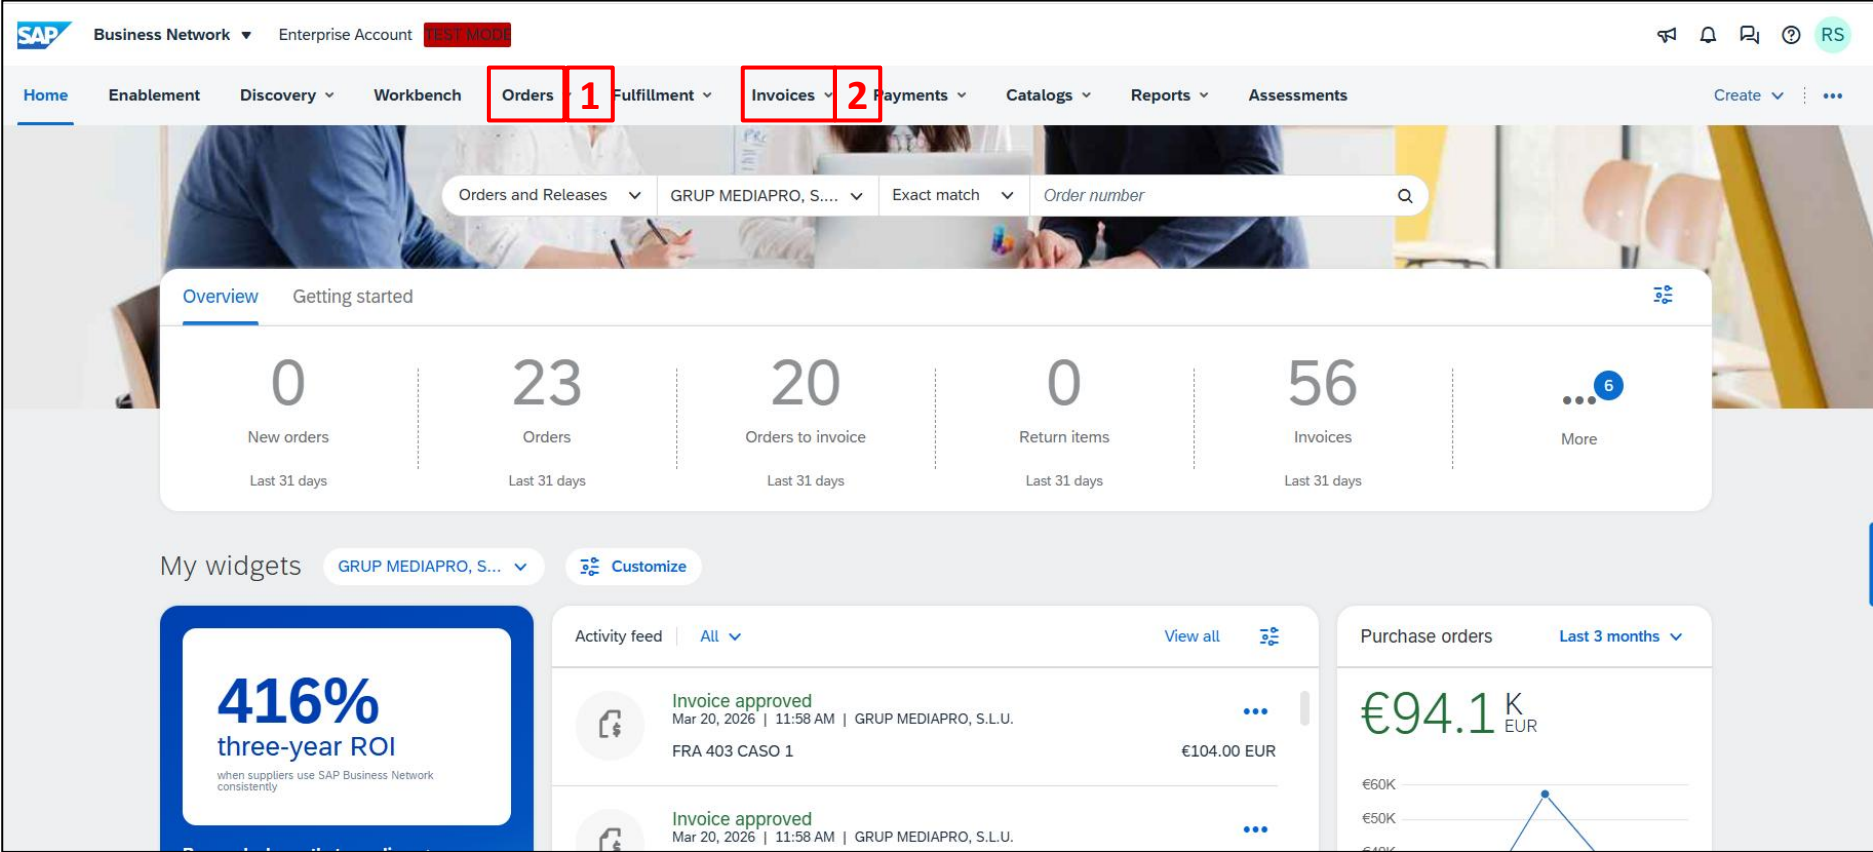 SAP Business Network Enterprise Account TEST MODE RS
Home Enablement Discovery Workbench Orders 1 Fulfillment Invoices 2 Payments Catalogs Reports Assessments Create
Orders and Releases GRUP MEDIAPRO, S.... Exact match Order number
Overview Getting started
0 23 20 0 56 6
New orders Orders Orders to invoice Return items Invoices More
Last 31 days Last 31 days Last 31 days Last 31 days Last 31 days
My widgets GRUP MEDIAPRO, S... Customize
416%
three-year ROI
when suppliers use SAP Business Network
consistently
Activity feed All View all
Invoice approved
Mar 20, 2026 | 11:58 AM | GRUP MEDIAPRO, S.L.U.
FRA 403 CASO 1 €104.00 EUR
Invoice approved
Mar 20, 2026 | 11:58 AM | GRUP MEDIAPRO, S.L.U.
Purchase orders Last 3 months
€94.1 K
EUR
€60K
€50K